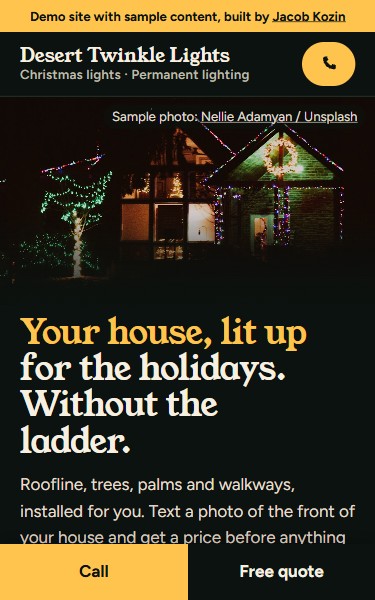 Demo site with sample content, built by Jacob Kozin
Desert Twinkle Lights
Christmas lights · Permanent lighting
Sample photo: Nellie Adamyan / Unsplash
Your house, lit up
for the holidays.
Without the
ladder.
Roofline, trees, palms and walkways,
installed for you. Text a photo of the front of
your house and get a price before anything
Call
Free quote